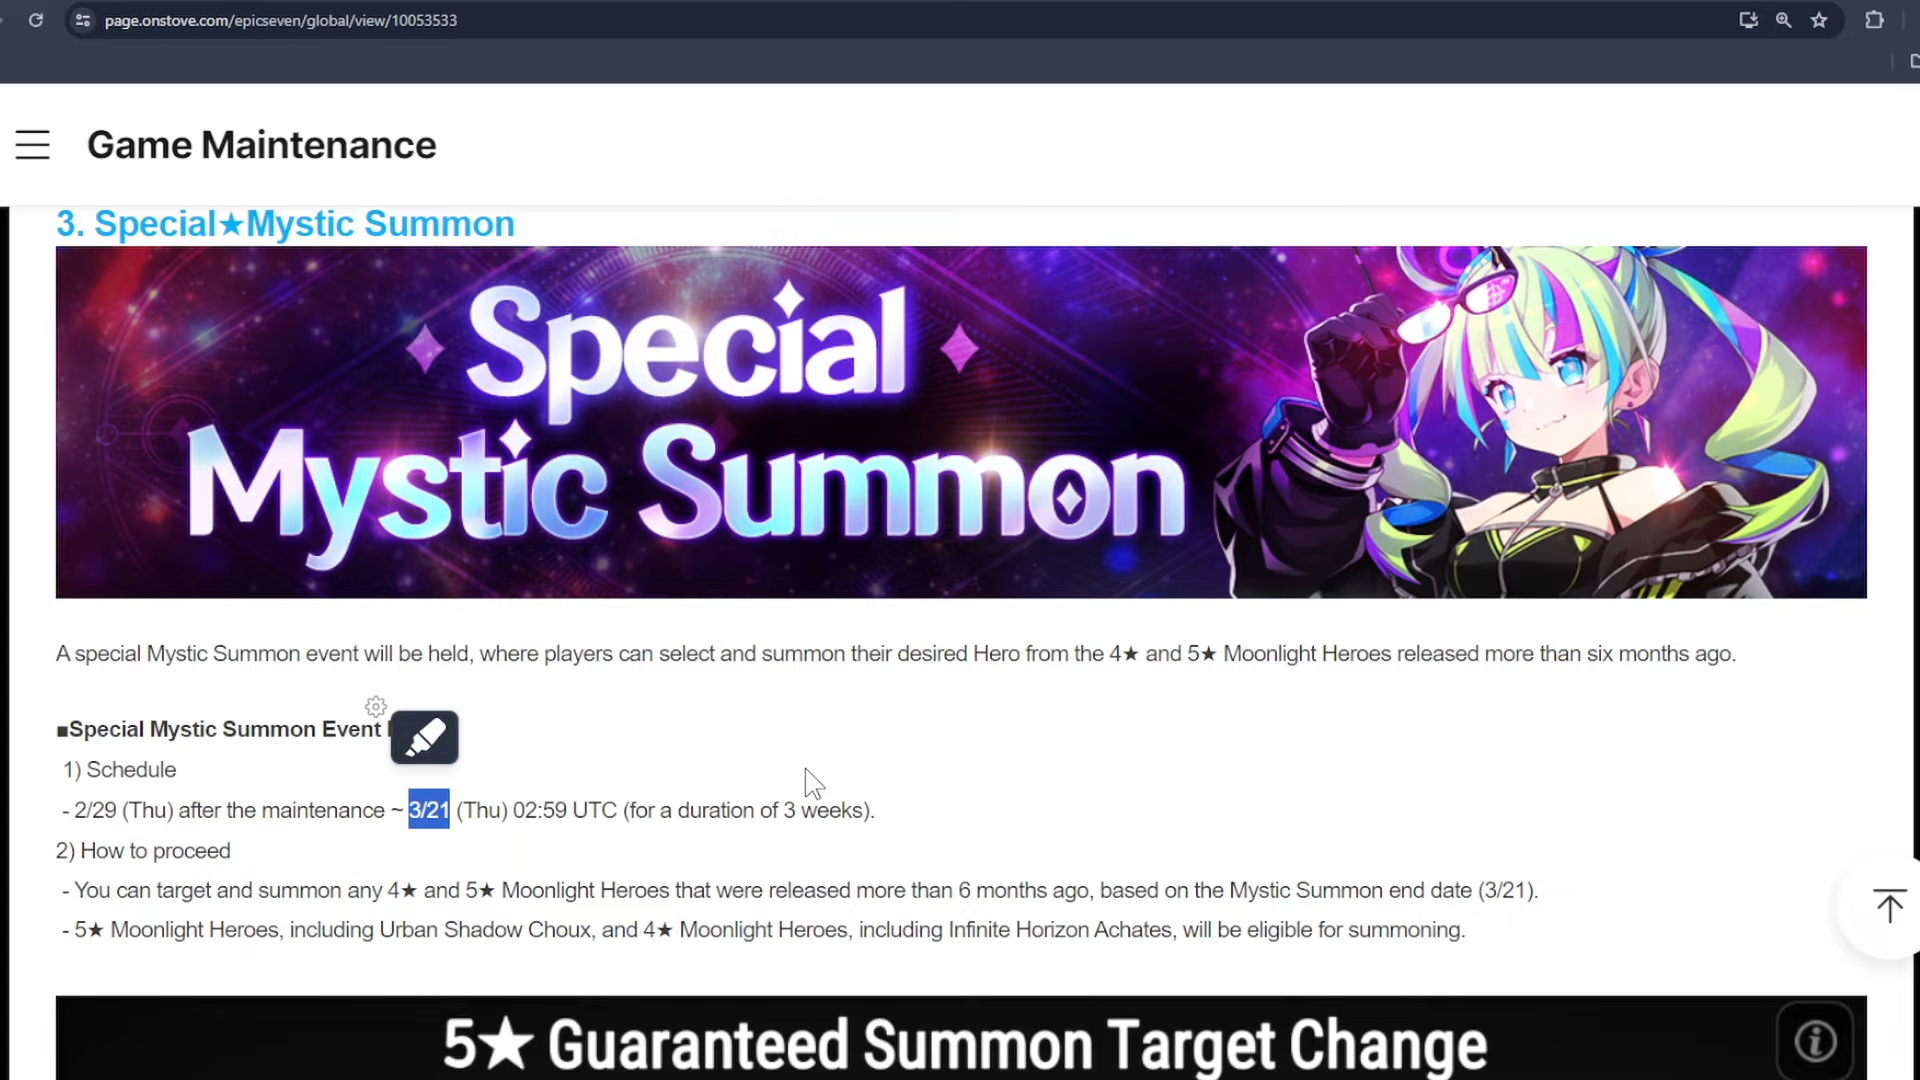 page.onstove.com/epicseven/global/view/10053533
Game Maintenance
3. Special★Mystic Summon
Special
Mystic Summon
A special Mystic Summon event will be held, where players can select and summon their desired Hero from the 4★ and 5★ Moonlight Heroes released more than six months ago.
■Special Mystic Summon Event
1) Schedule
- 2/29 (Thu) after the maintenance ~ 3/21 (Thu) 02:59 UTC (for a duration of 3 weeks).
2) How to proceed
- You can target and summon any 4★ and 5★ Moonlight Heroes that were released more than 6 months ago, based on the Mystic Summon end date (3/21).
- 5★ Moonlight Heroes, including Urban Shadow Choux, and 4★ Moonlight Heroes, including Infinite Horizon Achates, will be eligible for summoning.
5★ Guaranteed Summon Target Change